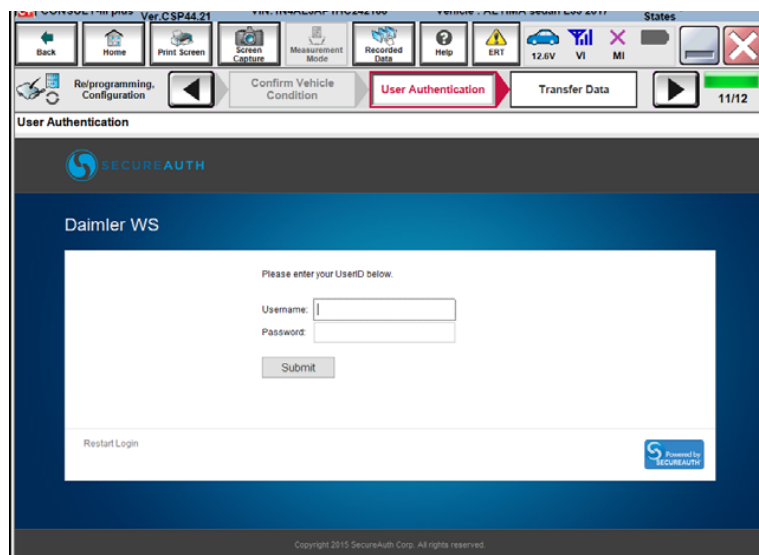 Ver.CSP44.21
States
Back
Home
Print Screen
Screen Capture
Measurement Mode
Recorded Data
Help
ERT
12.6V
VI
MI
Re/programming, Configuration
Confirm Vehicle Condition
User Authentication
Transfer Data
11/12
User Authentication
SECUREAUTH
Daimler WS
Please enter your UserID below.
Username:
Password:
Submit
Restart Login
Powered by
SECUREAUTH
Copyright 2015 SecureAuth Corp. All rights reserved.